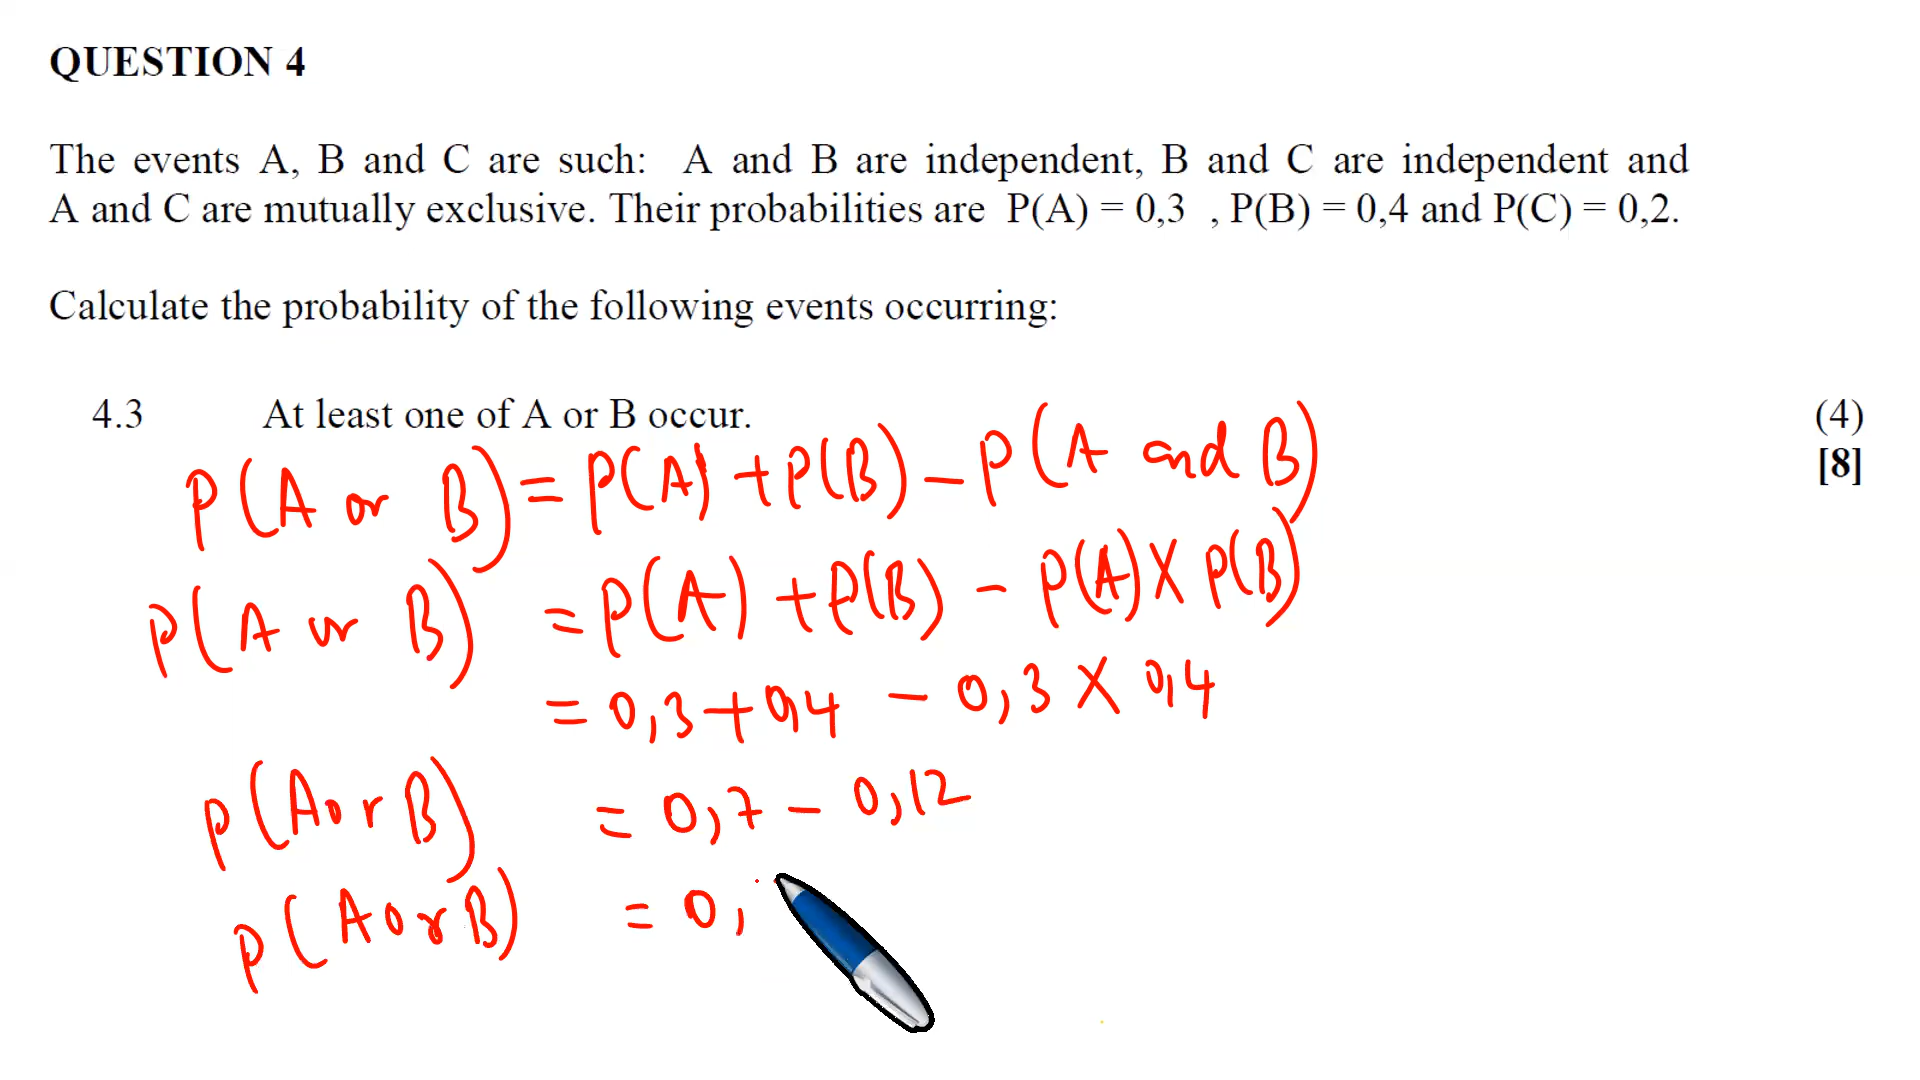 QUESTION 4
The events A, B and C are such: A and B are independent, B and C are independent and
A and C are mutually exclusive. Their probabilities are P(A) = 0,3 , P(B) = 0,4 and P(C) = 0,2.
Calculate the probability of the following events occurring:
4.3 At least one of A or B occur. (4)
[8]
P(A or B) = P(A) + P(B) - P(A and B)
P(A or B) = P(A) + P(B) - P(A) X P(B)
= 0,3 + 0,4 - 0,3 X 0,4
P(A or B) = 0,7 - 0,12
P(A or B) = 0,